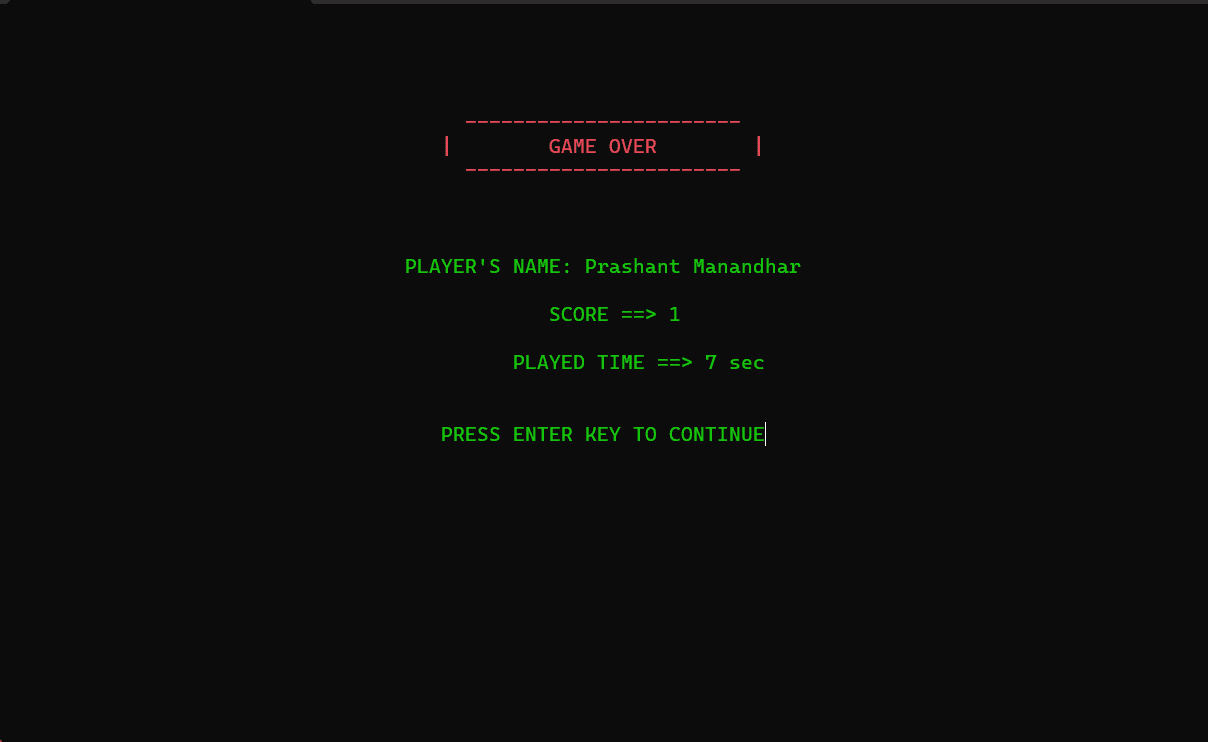 -----------------------
| GAME OVER |
-----------------------
PLAYER'S NAME: Prashant Manandhar
SCORE ==> 1
PLAYED TIME ==> 7 sec
PRESS ENTER KEY TO CONTINUE